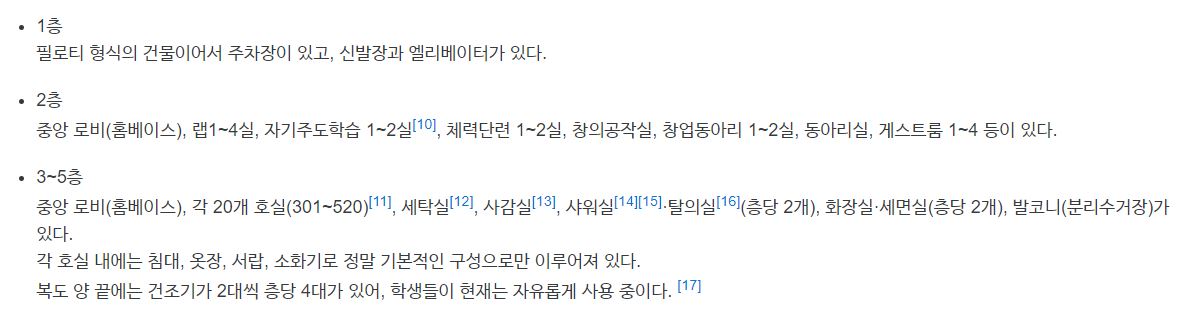 • 1층
필로티 형식의 건물이어서 주차장이 있고, 신발장과 엘리베이터가 있다.
• 2층
중앙 로비(홈베이스), 랩1~4실, 자기주도학습 1~2실[10], 체력단련 1~2실, 창의공작실, 창업동아리 1~2실, 동아리실, 게스트룸 1~4 등이 있다.
• 3~5층
중앙 로비(홈베이스), 각 20개 호실(301~520)[11], 세탁실[12], 사감실[13], 샤워실[14][15]·탈의실[16](층당 2개), 화장실·세면실(층당 2개), 발코니(분리수거장)가
있다.
각 호실 내에는 침대, 옷장, 서랍, 소화기로 정말 기본적인 구성으로만 이루어져 있다.
복도 양 끝에는 건조기가 2대씩 층당 4대가 있어, 학생들이 현재는 자유롭게 사용 중이다. [17]